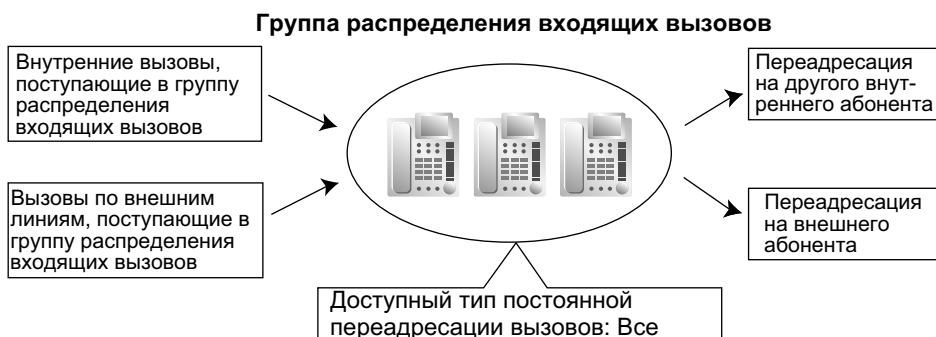 Группа распределения входящих вызовов
Внутренние вызовы,
поступающие в группу
распределения
входящих вызовов
Переадресация
на другого внут-
реннего абонента
Вызовы по внешним
линиям, поступающие в
группу распределения
входящих вызовов
Переадресация
на внешнего
абонента
Доступный тип постоянной
переадресации вызовов: Все